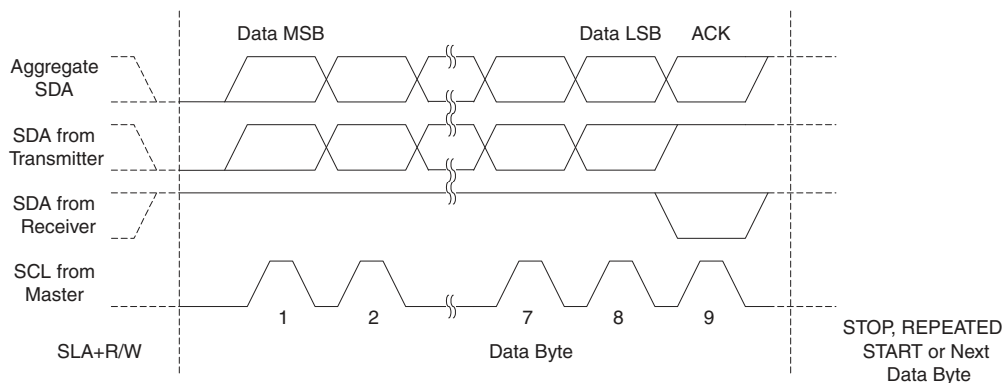 Data MSB
Data LSB
ACK
Aggregate
SDA
SDA from
Transmitter
SDA from
Receiver
SCL from
Master
1
2
7
8
9
SLA+R/W
Data Byte
STOP, REPEATED
START or Next
Data Byte